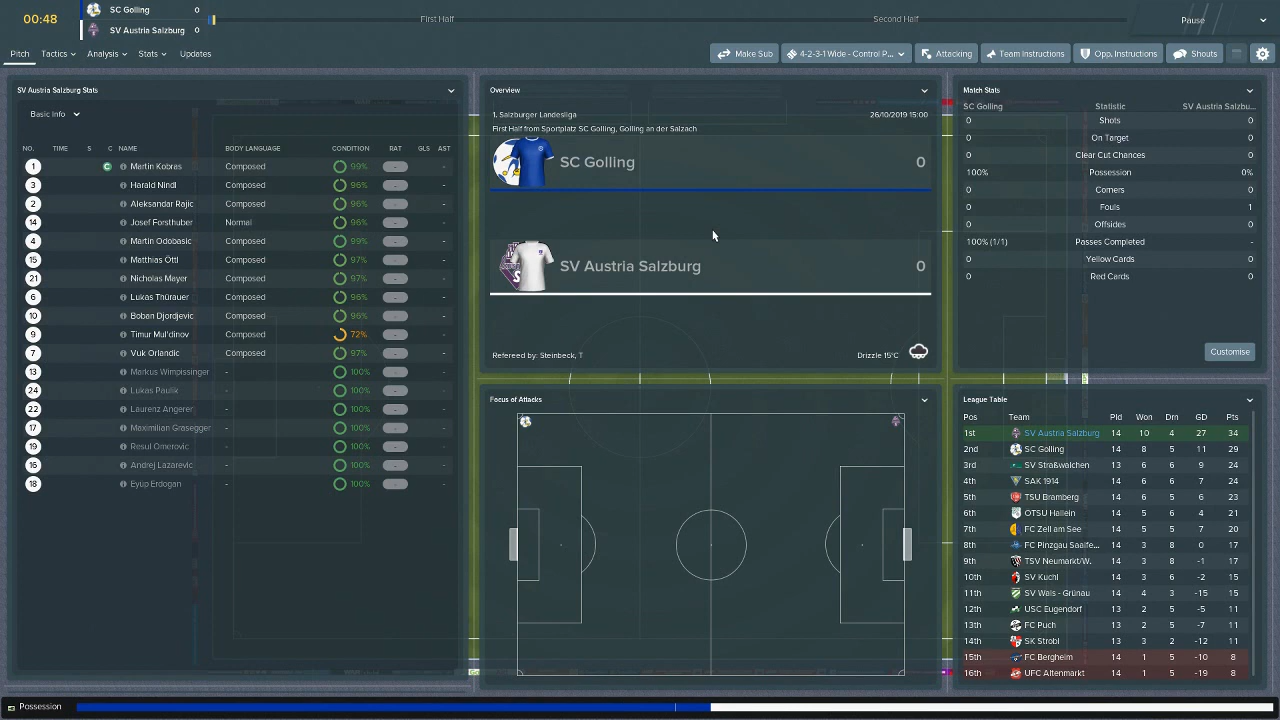 00:48
SC Golling 0
SV Austria Salzburg 0
First Half
Second Half
Pause
Pitch Tactics Analysis Stats Updates
Make Sub 4-2-3-1 Wide - Control P... Attacking Team Instructions Opp. Instructions Shouts
SV Austria Salzburg Stats
Basic Info
NO. TIME S C NAME BODY LANGUAGE CONDITION RAT GLS AST
1 C Martin Kobras Composed 99% - - -
3 Harald Nindl Composed 96% - - -
2 Aleksandar Rajic Composed 96% - - -
14 Josef Forsthuber Normal 96% - - -
4 Martin Odobasic Composed 99% - - -
15 Matthias Öttl Composed 97% - - -
21 Nicholas Mayer Composed 97% - - -
6 Lukas Thürauer Composed 96% - - -
10 Boban Djordjevic Composed 96% - - -
9 Timur Mul'dinov Composed 72% - - -
7 Vuk Orlandic Composed 97% - - -
13 Markus Wimpissinger - 100% - - -
24 Lukas Paulik - 100% - - -
22 Laurenz Angerer - 100% - - -
17 Maximilian Grasegger - 100% - - -
19 Resul Omerovic - 100% - - -
16 Andrej Lazarevic - 100% - - -
18 Eyüp Erdogan - 100% - - -
Overview
1. Salzburger Landesliga 26/10/2019 15:00
First Half from Sportplatz SC Golling, Golling an der Salzach
SC Golling 0
SV Austria Salzburg 0
Refereed by: Steinbeck, T Drizzle 15°C
Focus of Attacks
Match Stats
SC Golling Statistic SV Austria Salzbu...
0 Shots 0
0 On Target 0
0 Clear Cut Chances 0
100% Possession 0%
0 Corners 0
0 Fouls 1
0 Offsides 0
100% (1/1) Passes Completed -
0 Yellow Cards 0
0 Red Cards 0
Customise
League Table
Pos Team Pld Won Drn GD Pts
1st SV Austria Salzburg 14 10 4 27 34
2nd SC Golling 14 8 5 11 29
3rd SV Straßwalchen 13 6 6 9 24
4th SAK 1914 14 6 6 7 24
5th TSU Bramberg 14 6 5 6 23
6th OTSU Hallein 14 6 5 4 21
7th FC Zell am See 14 5 5 7 20
8th FC Pinzgau Saalfe... 14 3 8 0 17
9th TSV Neumarkt/W. 14 3 8 -1 17
10th SV Kuchl 14 3 6 -2 15
11th SV Wals - Grünau 14 4 3 -15 15
12th USC Eugendorf 13 2 5 -5 11
13th FC Puch 13 2 5 -7 11
14th SK Strobl 13 3 2 -12 11
15th FC Bergheim 14 1 5 -10 8
16th UFC Altenmarkt 14 1 5 -19 8
Possession